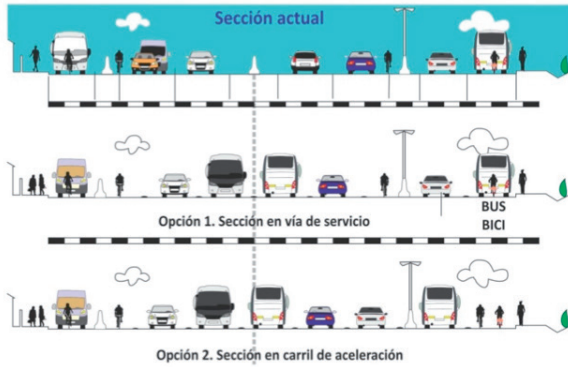 Sección actual
Opción 1. Sección en vía de servicio
BUS
BICI
Opción 2. Sección en carril de aceleración